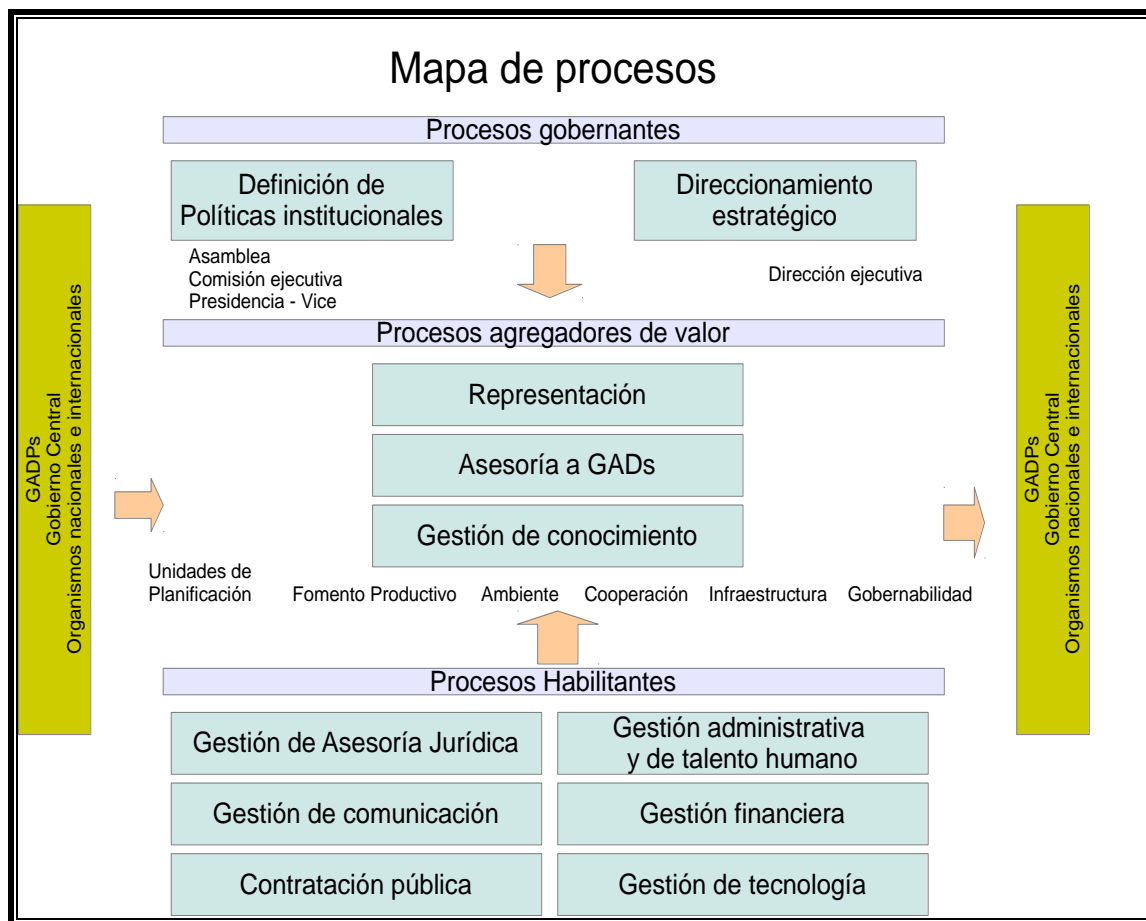 Mapa de procesos
Procesos gobernantes
Definición de
Políticas institucionales
Direccionamiento
estratégico
Asamblea
Comisión ejecutiva
Presidencia - Vice
Dirección ejecutiva
GADPs
Gobierno Central
Organismos nacionales e internacionales
Procesos agregadores de valor
Representación
Asesoría a GADs
Gestión de conocimiento
Unidades de
Planificación
Fomento Productivo
Ambiente
Cooperación
Infraestructura
Gobernabilidad
GADPs
Gobierno Central
Organismos nacionales e internacionales
Procesos Habilitantes
Gestión de Asesoría Jurídica
Gestión administrativa
y de talento humano
Gestión de comunicación
Gestión financiera
Contratación pública
Gestión de tecnología